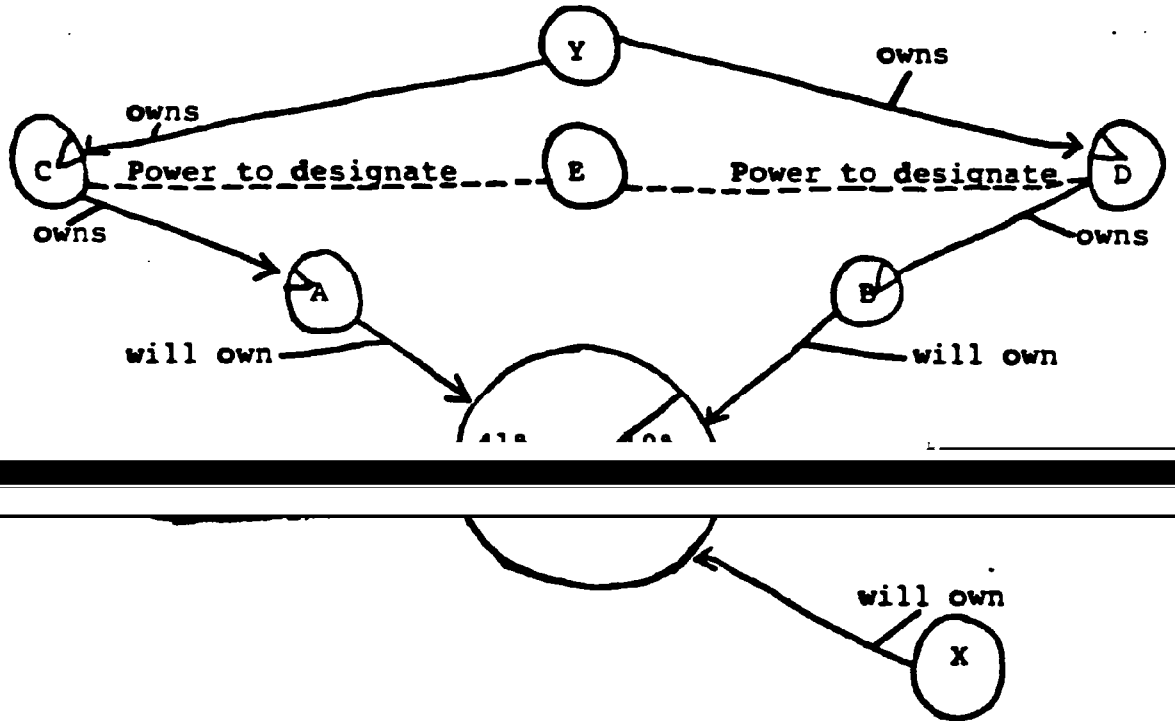 Y
owns
owns
C Power to designate E Power to designate D
owns
owns
A
B
will own
will own
will own
X